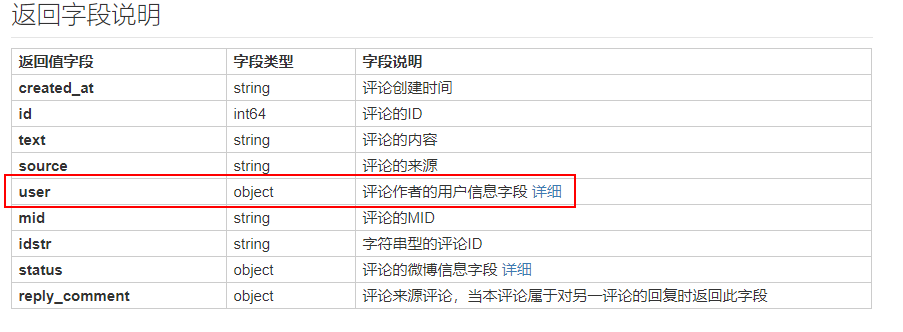 返回字段说明
返回值字段 字段类型 字段说明
created_at string 评论创建时间
id int64 评论的ID
text string 评论的内容
source string 评论的来源
user object 评论作者的用户信息字段 详细
mid string 评论的MID
idstr string 字符串型的评论ID
status object 评论的微博信息字段 详细
reply_comment object 评论来源评论，当本评论属于对另一评论的回复时返回此字段